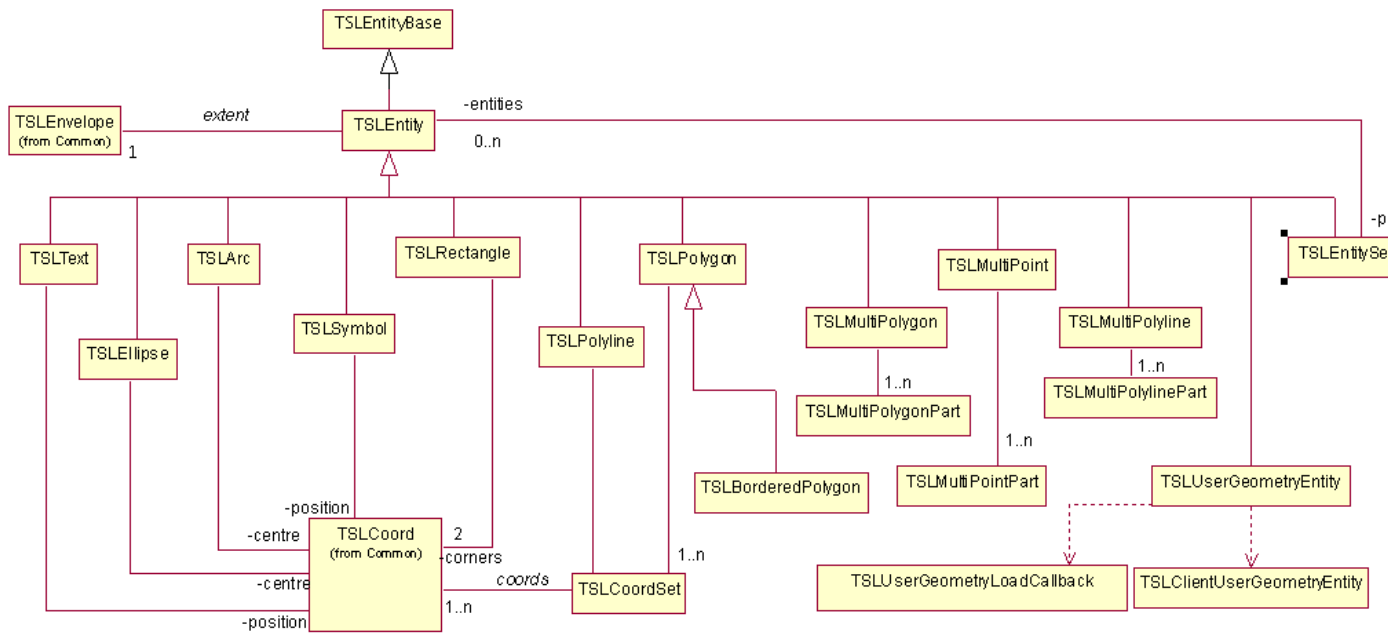 TSLEntityBase
-entities
extent
TSLEnvelope
(from Common)
TSLEntity
1
0..n
-p
TSLText
TSLArc
TSLRectangle
TSLPolygon
TSLMultiPoint
TSLEntitySe
TSLSymbol
TSLMultiPolygon
TSLMultiPolyline
TSLEllipse
TSLPolyline
1..n
1..n
TSLMultiPolygonPart
TSLMultiPolylinePart
1..n
TSLBorderedPolygon
TSLMultiPointPart
TSLUserGeometryEntity
-position
-centre
TSLCoord
(from Common)
2
-corners
1..n
-centre
coords
TSLCoordSet
TSLUserGeometryLoadCallback
TSLClientUserGeometryEntity
1..n
-position